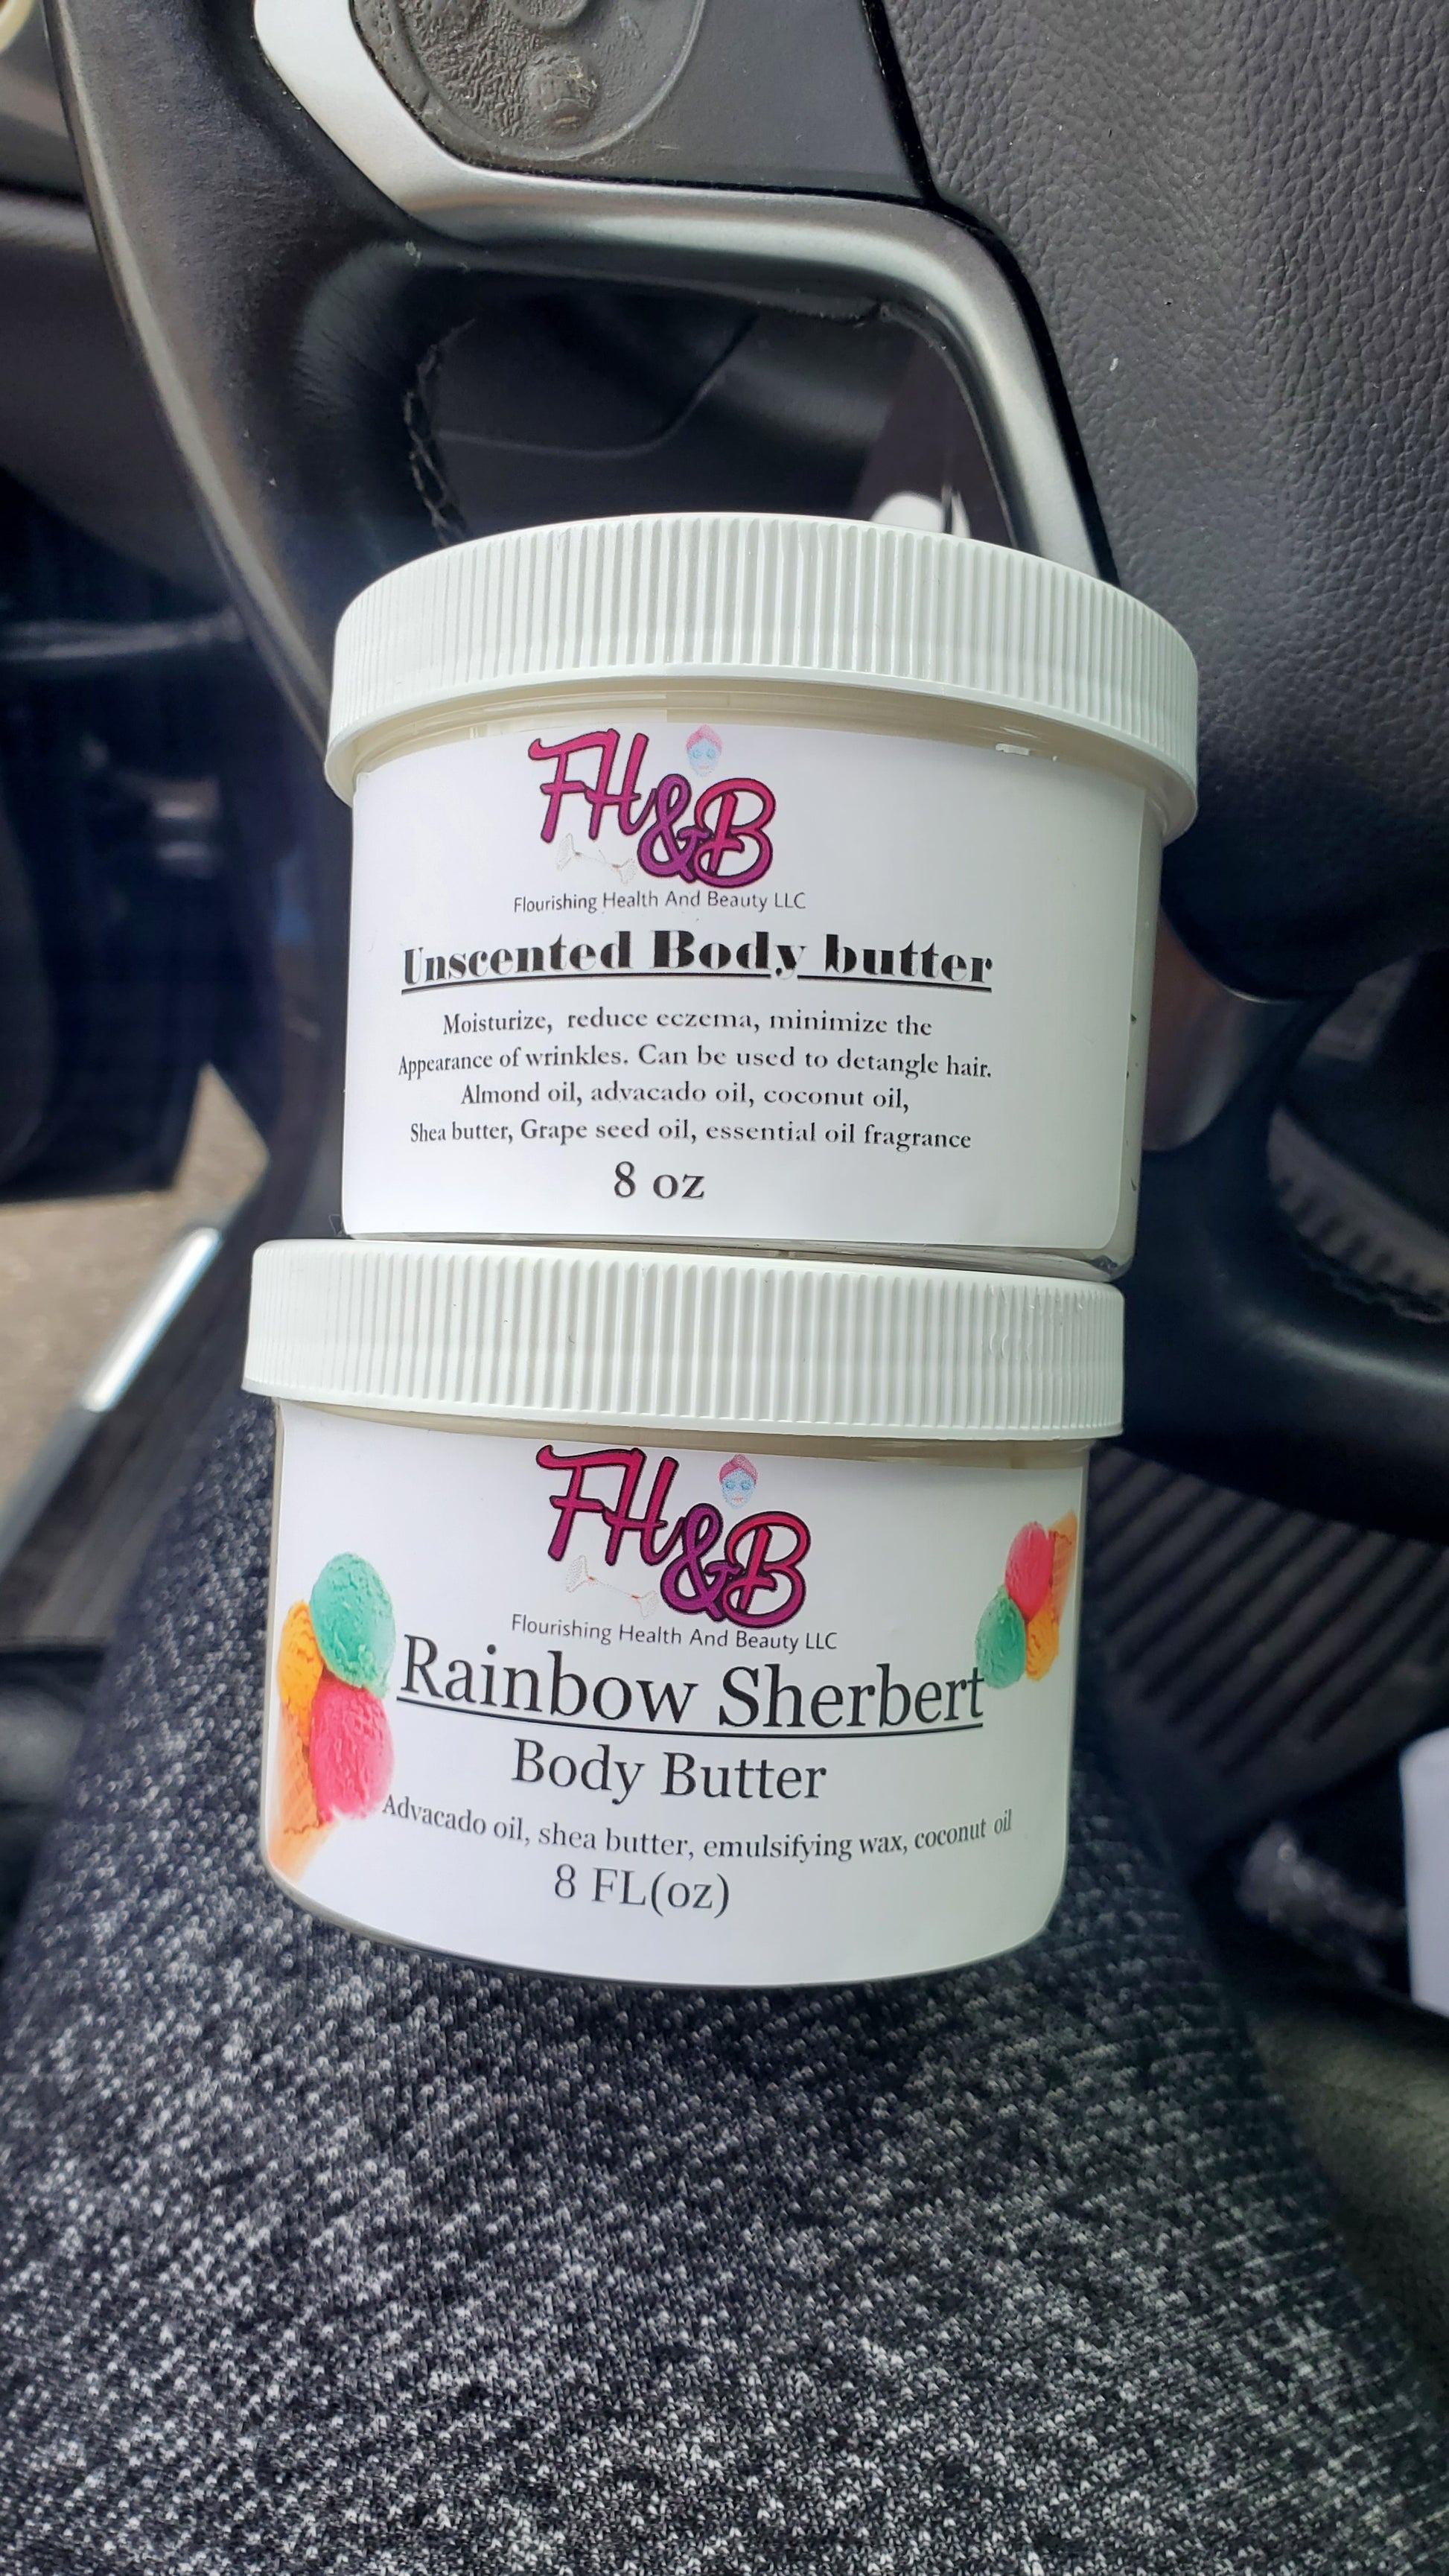 FH&B
Flourishing Health And Beauty LLC
Unscented Body butter
Moisturize, reduce eczema, minimize the
Appearance of wrinkles. Can be used to detangle hair.
Almond oil, advacado oil, coconut oil,
Shea butter, Grape seed oil, essential oil fragrance
8 oz
FH&B
Flourishing Health And Beauty LLC
Rainbow Sherbert
Body Butter
Advacado oil, shea butter, emulsifying wax, coconut oil
8 FL(oz)